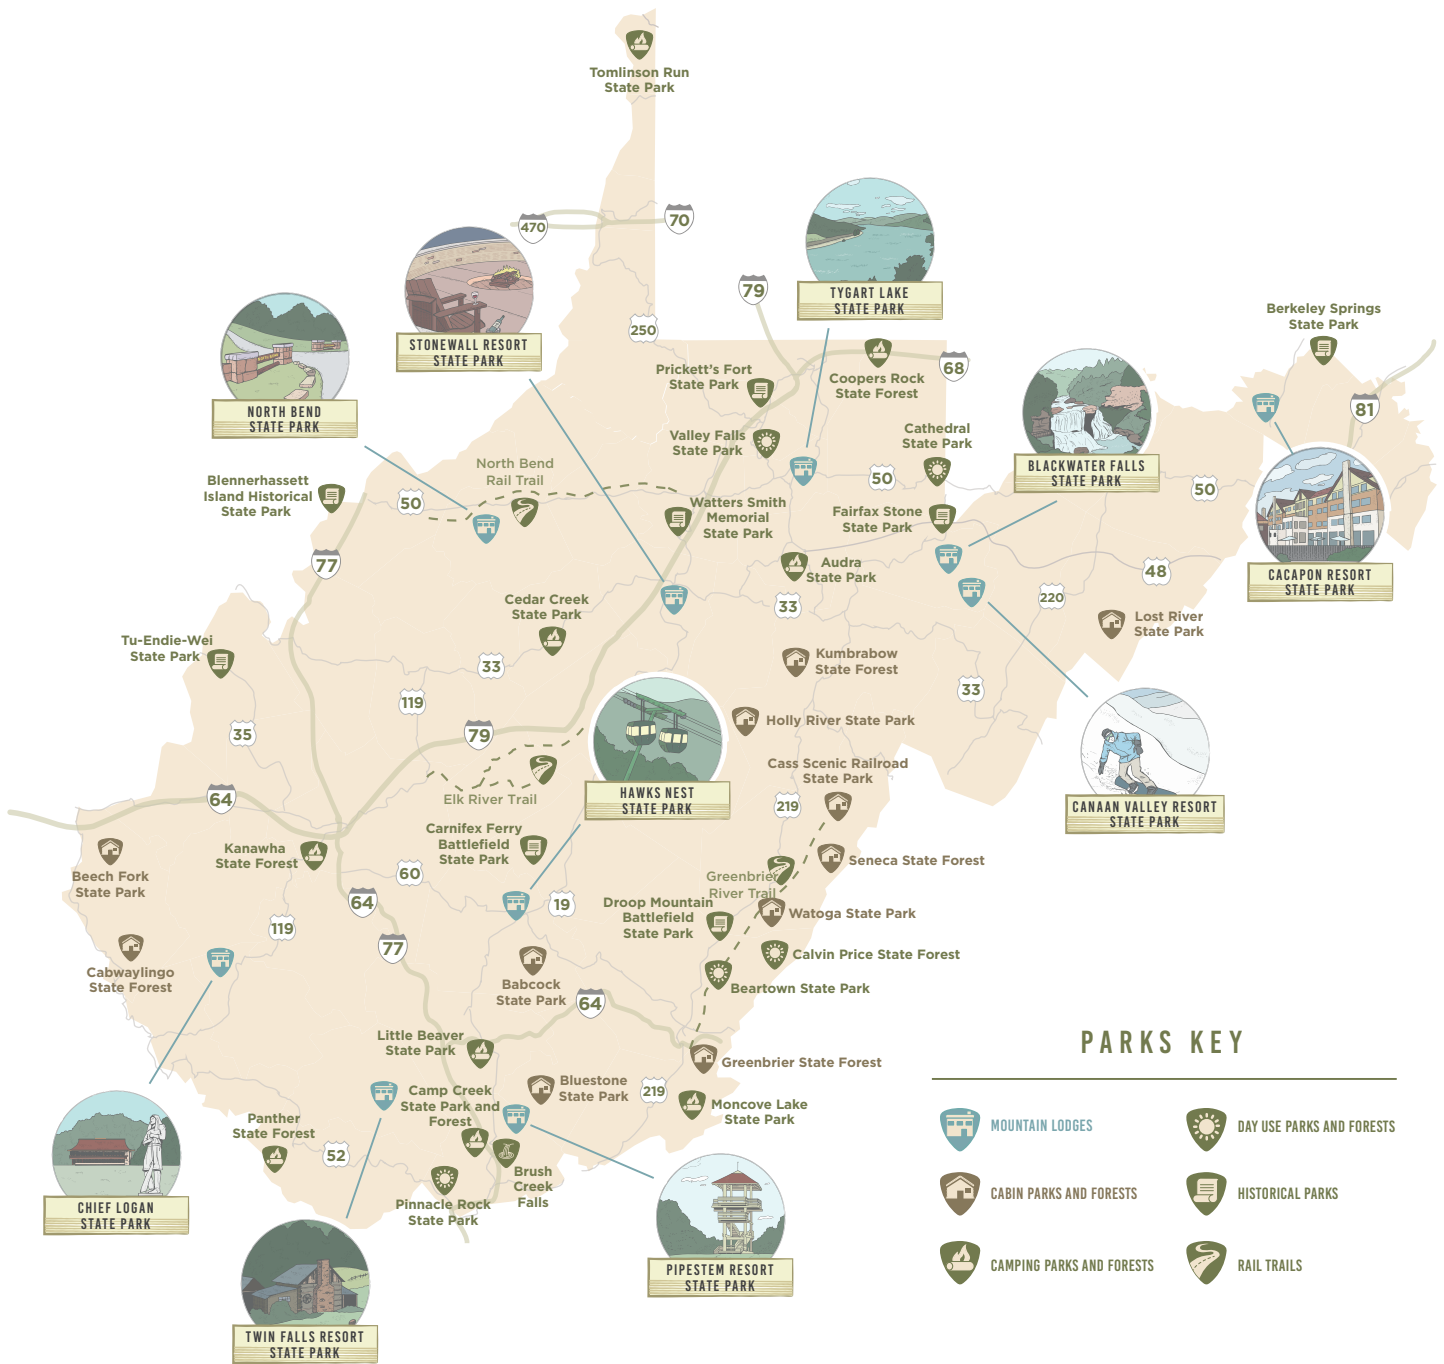 Tomlinson Run
State Park
470
70
TYGART LAKE
STATE PARK
79
STONEWALL RESORT
STATE PARK
250
Berkeley Springs
State Park
Prickett's Fort
State Park
Coopers Rock
State Forest
68
81
NORTH BEND
STATE PARK
Valley Falls
State Park
Cathedral
State Park
BLACKWATER FALLS
STATE PARK
North Bend
Rail Trail
Blennerhassett
Island Historical
State Park
50
50
50
Watters Smith
Memorial
State Park
Fairfax Stone
State Park
77
Audra
State Park
48
CACAPON RESORT
STATE PARK
Cedar Creek
State Park
33
220
Lost River
State Park
Tu-Endie-Wei
State Park
33
Kumbrabow
State Forest
33
119
35
79
Holly River State Park
Cass Scenic Railroad
State Park
64
Elk River Trail
HAWKS NEST
STATE PARK
219
CANAAN VALLEY RESORT
STATE PARK
Carnifex Ferry
Battlefield
State Park
Kanawha
State Forest
Beech Fork
State Park
60
Seneca State Forest
Greenbrier
River Trail
64
19
Droop Mountain
Battlefield
State Park
Watoga State Park
119
77
Calvin Price State Forest
Cabwaylingo
State Forest
Babcock
State Park
Beartown State Park
64
Little Beaver
State Park
Greenbrier State Forest
Camp Creek
State Park and
Forest
Bluestone
State Park
219
Moncove Lake
State Park
Panther
State Forest
52
Brush
Creek
Falls
Pinnacle Rock
State Park
CHIEF LOGAN
STATE PARK
PIPESTEM RESORT
STATE PARK
TWIN FALLS RESORT
STATE PARK
PARKS KEY
MOUNTAIN LODGES
DAY USE PARKS AND FORESTS
CABIN PARKS AND FORESTS
HISTORICAL PARKS
CAMPING PARKS AND FORESTS
RAIL TRAILS